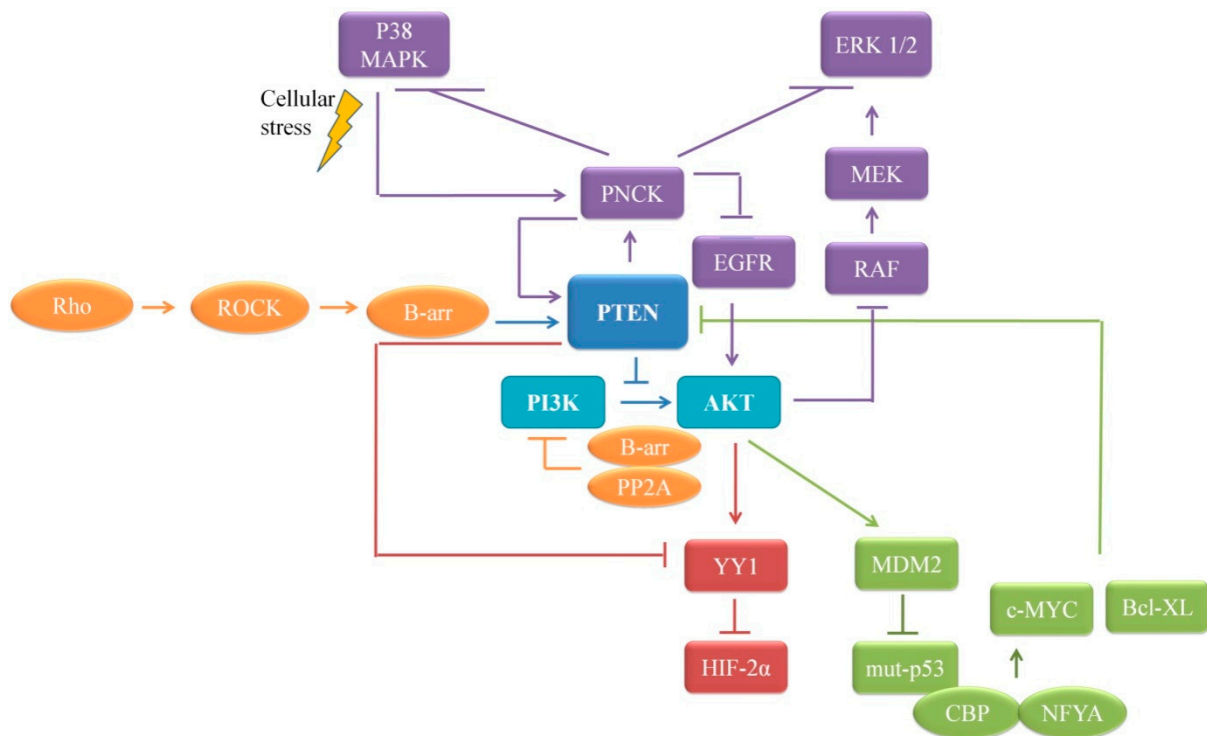 P38
MAPK
ERK 1/2
Cellular
stress
PNCK
MEK
EGFR
RAF
Rho
ROCK
B-arr
PTEN
PI3K
AKT
B-arr
PP2A
YY1
MDM2
c-MYC
Bcl-XL
HIF-2α
mut-p53
CBP
NFYA